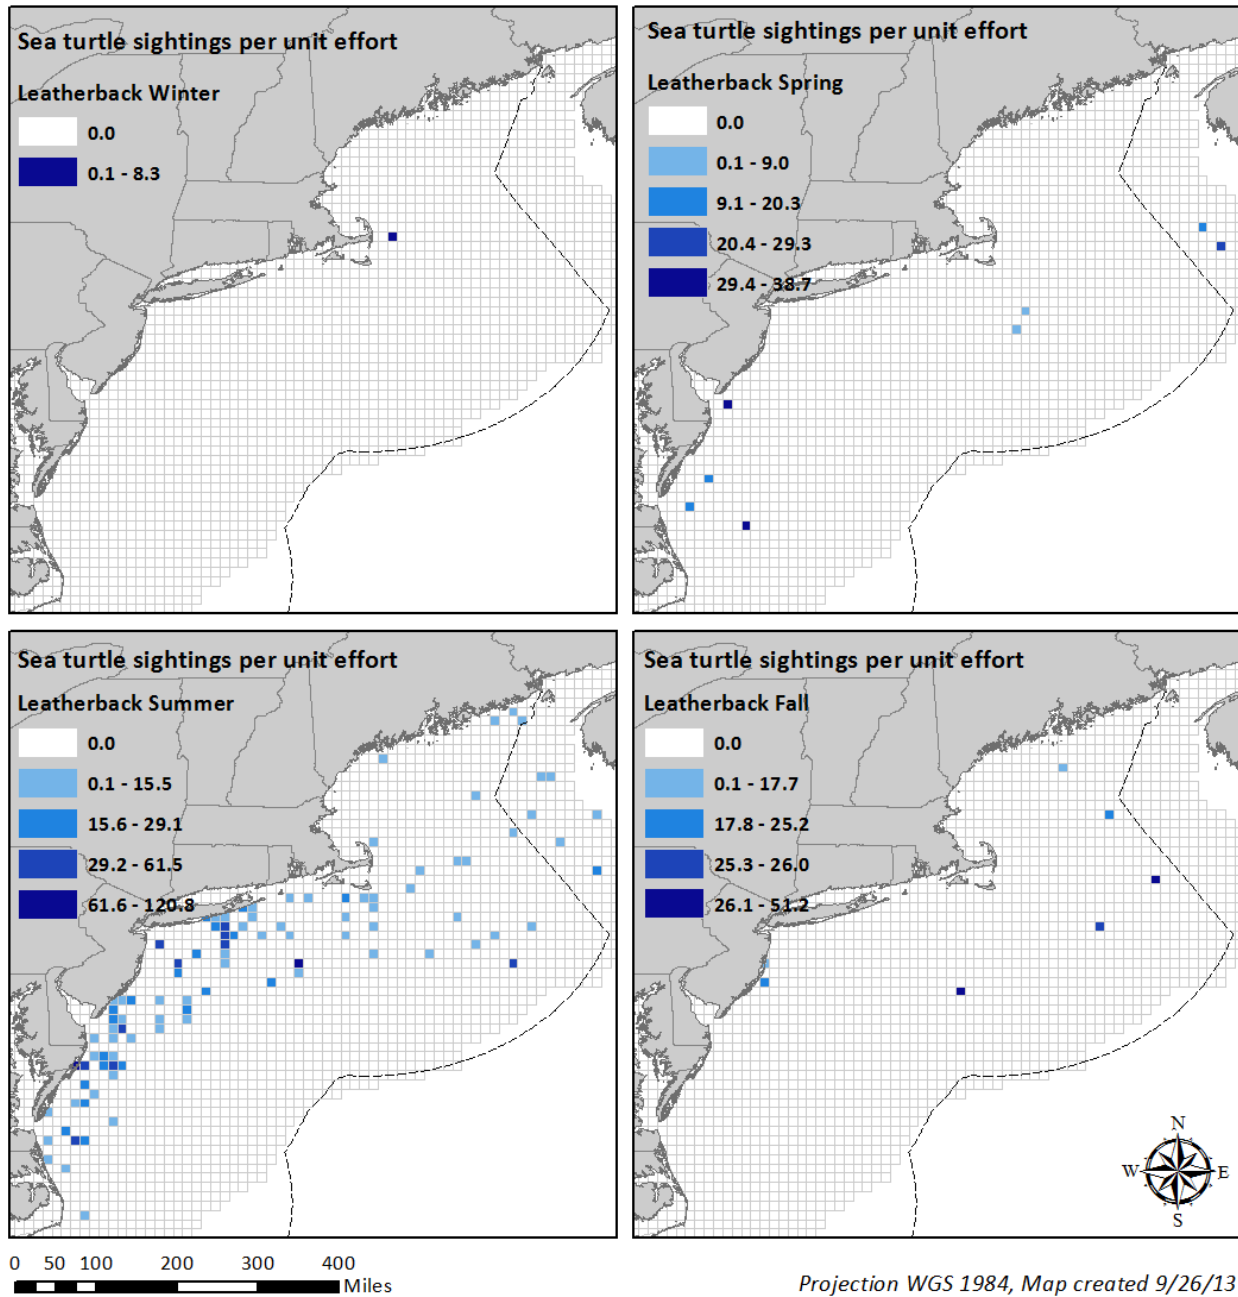 Sea turtle sightings per unit effort
Leatherback Winter
0.0
0.1 - 8.3
Sea turtle sightings per unit effort
Leatherback Spring
0.0
0.1 - 9.0
9.1 - 20.3
20.4 - 29.3
29.4 - 38.7
Sea turtle sightings per unit effort
Leatherback Summer
0.0
0.1 - 15.5
15.6 - 29.1
29.2 - 61.5
61.6 - 120.8
Sea turtle sightings per unit effort
Leatherback Fall
0.0
0.1 - 17.7
17.8 - 25.2
25.3 - 26.0
26.1 - 51.2
N
W E
S
0 50 100 200 300 400
Miles
Projection WGS 1984, Map created 9/26/13